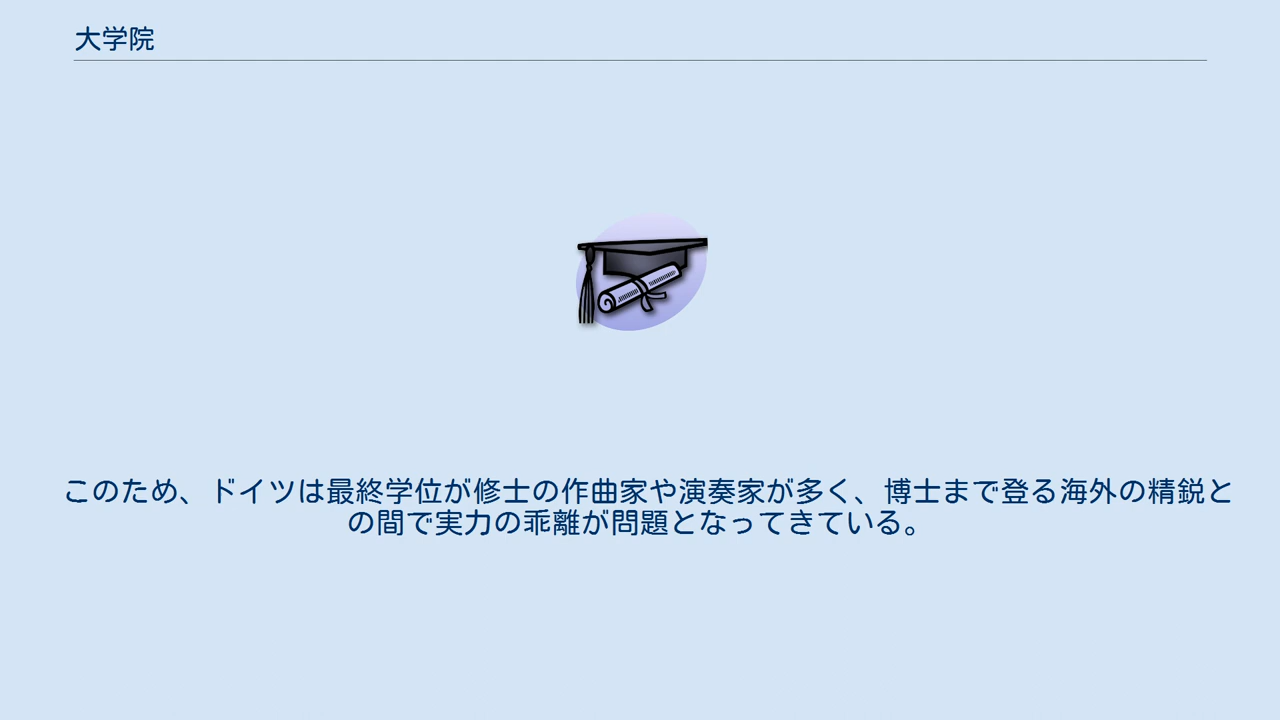 大学院
このため、ドイツは最終学位が修士の作曲家や演奏家が多く、博士まで登る海外の精鋭と
の間で実力の乖離が問題となってきている。